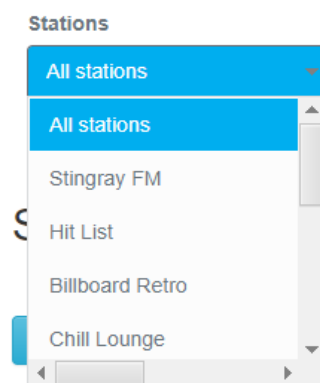 Stations
All stations
All stations
Stingray FM
Hit List
Billboard Retro
Chill Lounge